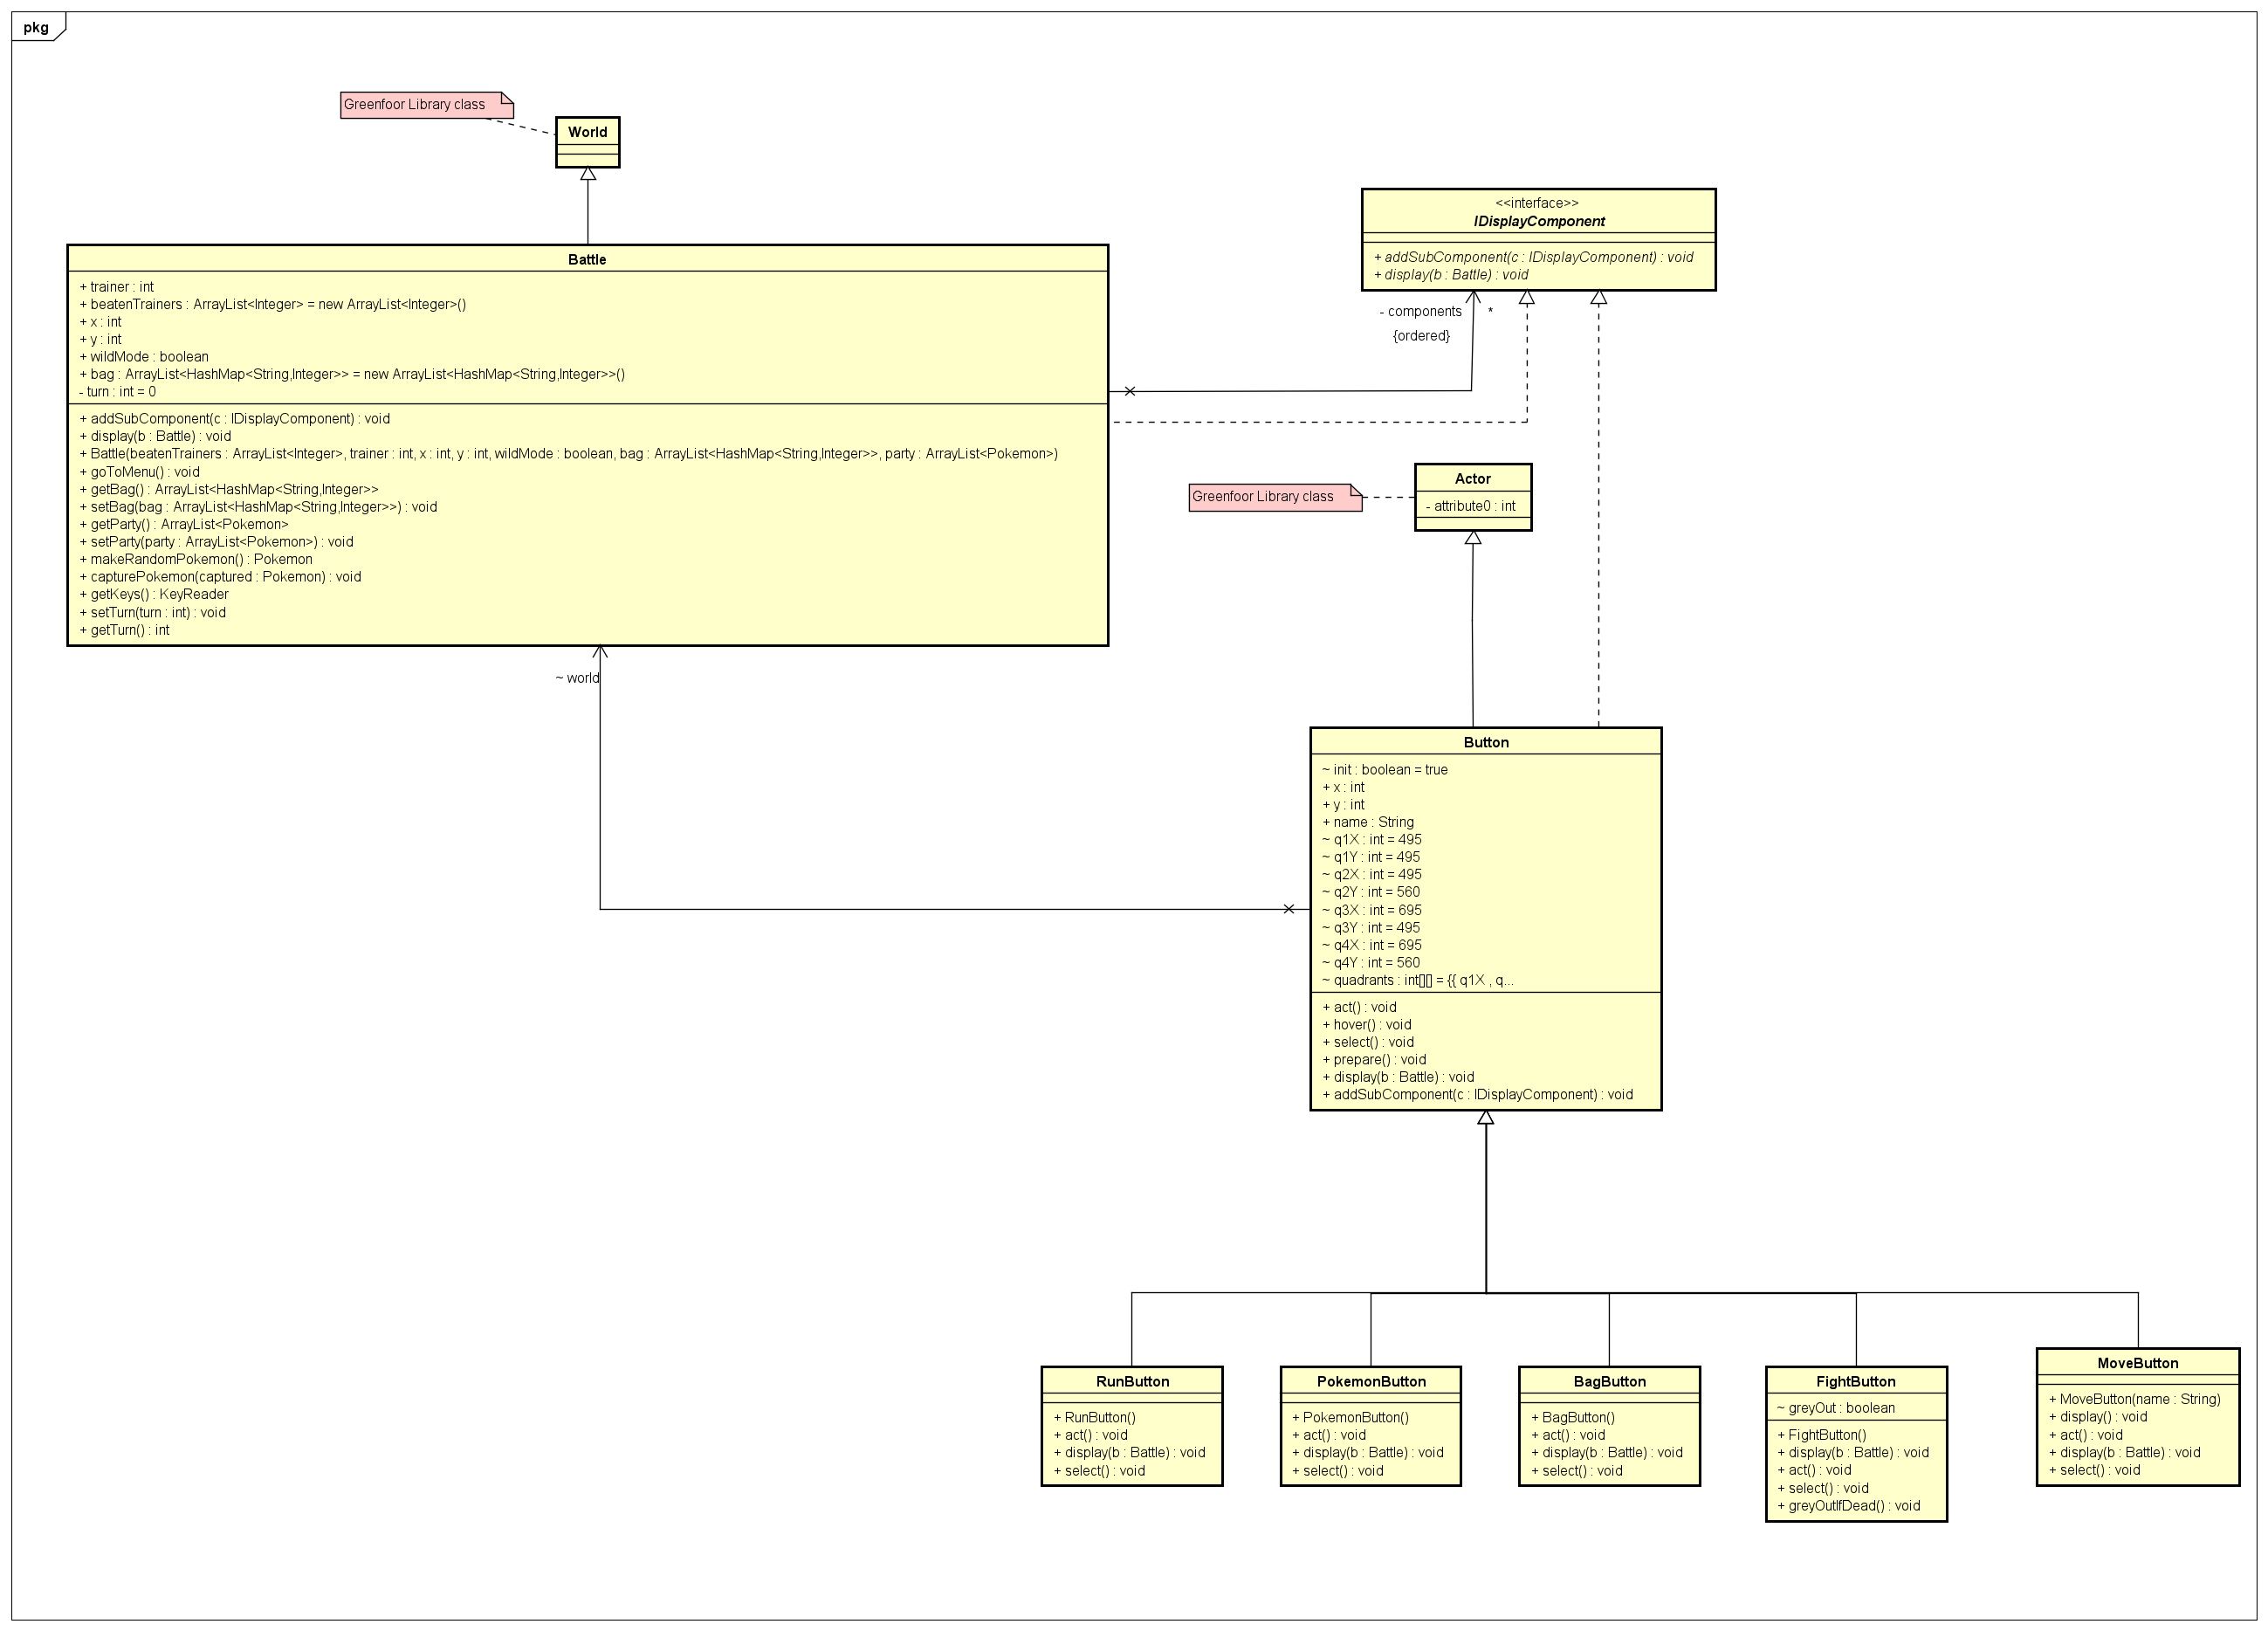 pkg
Greenfoor Library class
World
Battle
+ trainer : int
+ beatenTrainers : ArrayList<Integer> = new ArrayList<Integer>()
+ x : int
+ y : int
+ wildMode : boolean
+ bag : ArrayList<HashMap<String,Integer>> = new ArrayList<HashMap<String,Integer>>()
- turn : int = 0
+ addSubComponent(c : IDisplayComponent) : void
+ display(b : Battle) : void
+ Battle(beatenTrainers : ArrayList<Integer>, trainer : int, x : int, y : int, wildMode : boolean, bag : ArrayList<HashMap<String,Integer>>, party : ArrayList<Pokemon>)
+ goToMenu() : void
+ getBag() : ArrayList<HashMap<String,Integer>>
+ setBag(bag : ArrayList<HashMap<String,Integer>>) : void
+ getParty() : ArrayList<Pokemon>
+ setParty(party : ArrayList<Pokemon>) : void
+ makeRandomPokemon() : Pokemon
+ capturePokemon(captured : Pokemon) : void
+ getKeys() : KeyReader
+ setTurn(turn : int) : void
+ getTurn() : int
<<interface>>
IDisplayComponent
+ addSubComponent(c : IDisplayComponent) : void
+ display(b : Battle) : void
- components *
{ordered}
Greenfoor Library class
Actor
- attribute0 : int
~ world
Button
~ init : boolean = true
+ x : int
+ y : int
+ name : String
~ q1X : int = 495
~ q1Y : int = 495
~ q2X : int = 495
~ q2Y : int = 560
~ q3X : int = 695
~ q3Y : int = 495
~ q4X : int = 695
~ q4Y : int = 560
~ quadrants : int[][] = {{ q1X , q...
+ act() : void
+ hover() : void
+ select() : void
+ prepare() : void
+ display(b : Battle) : void
+ addSubComponent(c : IDisplayComponent) : void
RunButton
+ RunButton()
+ act() : void
+ display(b : Battle) : void
+ select() : void
PokemonButton
+ PokemonButton()
+ act() : void
+ display(b : Battle) : void
+ select() : void
BagButton
+ BagButton()
+ act() : void
+ display(b : Battle) : void
+ select() : void
FightButton
~ greyOut : boolean
+ FightButton()
+ display(b : Battle) : void
+ act() : void
+ select() : void
+ greyOutIfDead() : void
MoveButton
+ MoveButton(name : String)
+ display() : void
+ act() : void
+ display(b : Battle) : void
+ select() : void